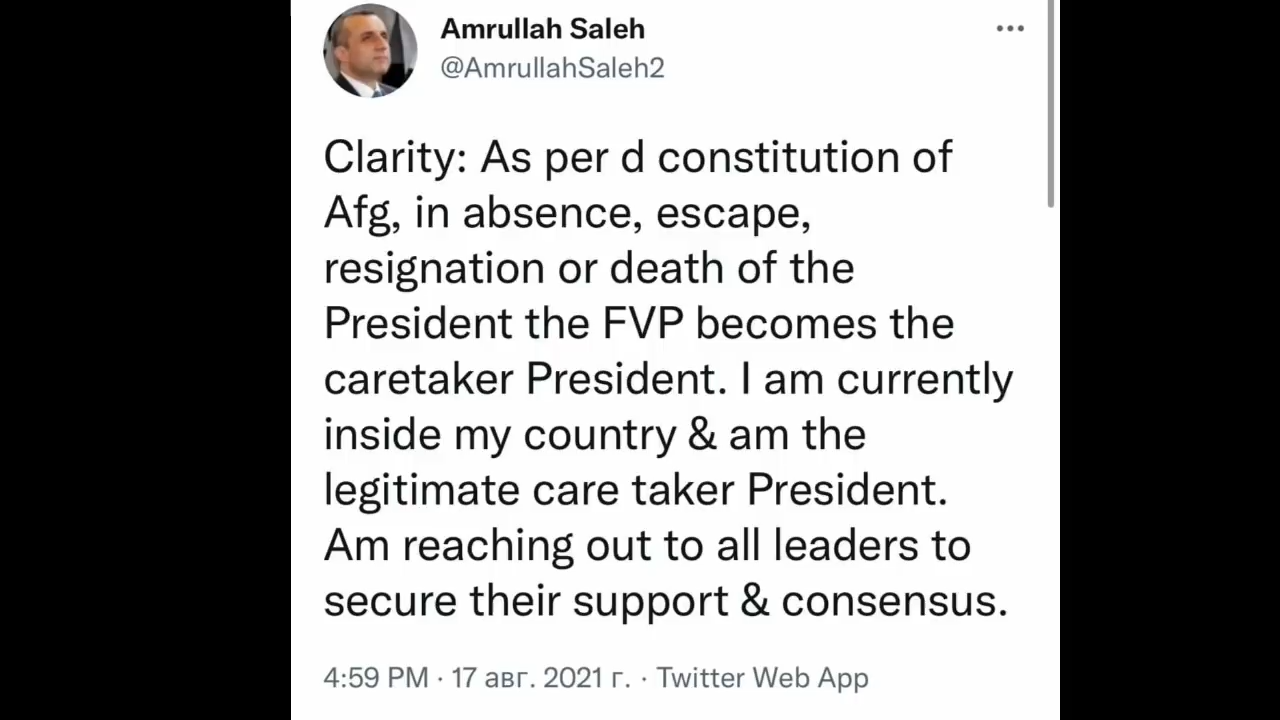 Amrullah Saleh
@AmrullahSaleh2
Clarity: As per d constitution of
Afg, in absence, escape,
resignation or death of the
President the FVP becomes the
caretaker President. I am currently
inside my country & am the
legitimate care taker President.
Am reaching out to all leaders to
secure their support & consensus.
4:59 PM · 17 авг. 2021 г. · Twitter Web App